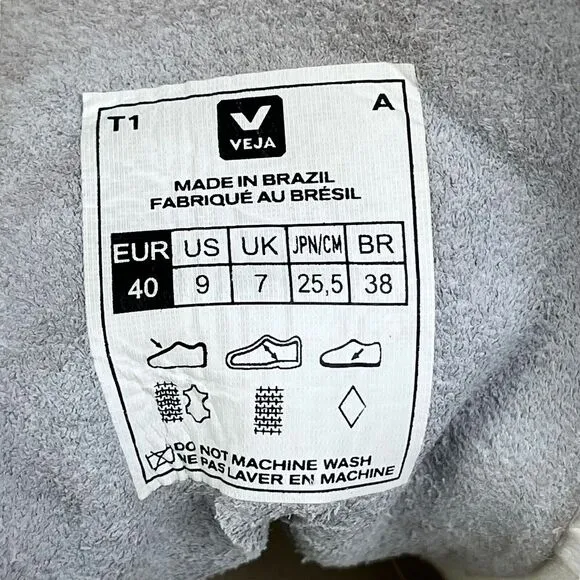 T1
A
VEJA
MADE IN BRAZIL
FABRIQUÉ AU BRÉSIL
EUR US UK JPN/CM BR
40 9 7 25,5 38
DO NOT MACHINE WASH
NE PAS LAVER EN MACHINE